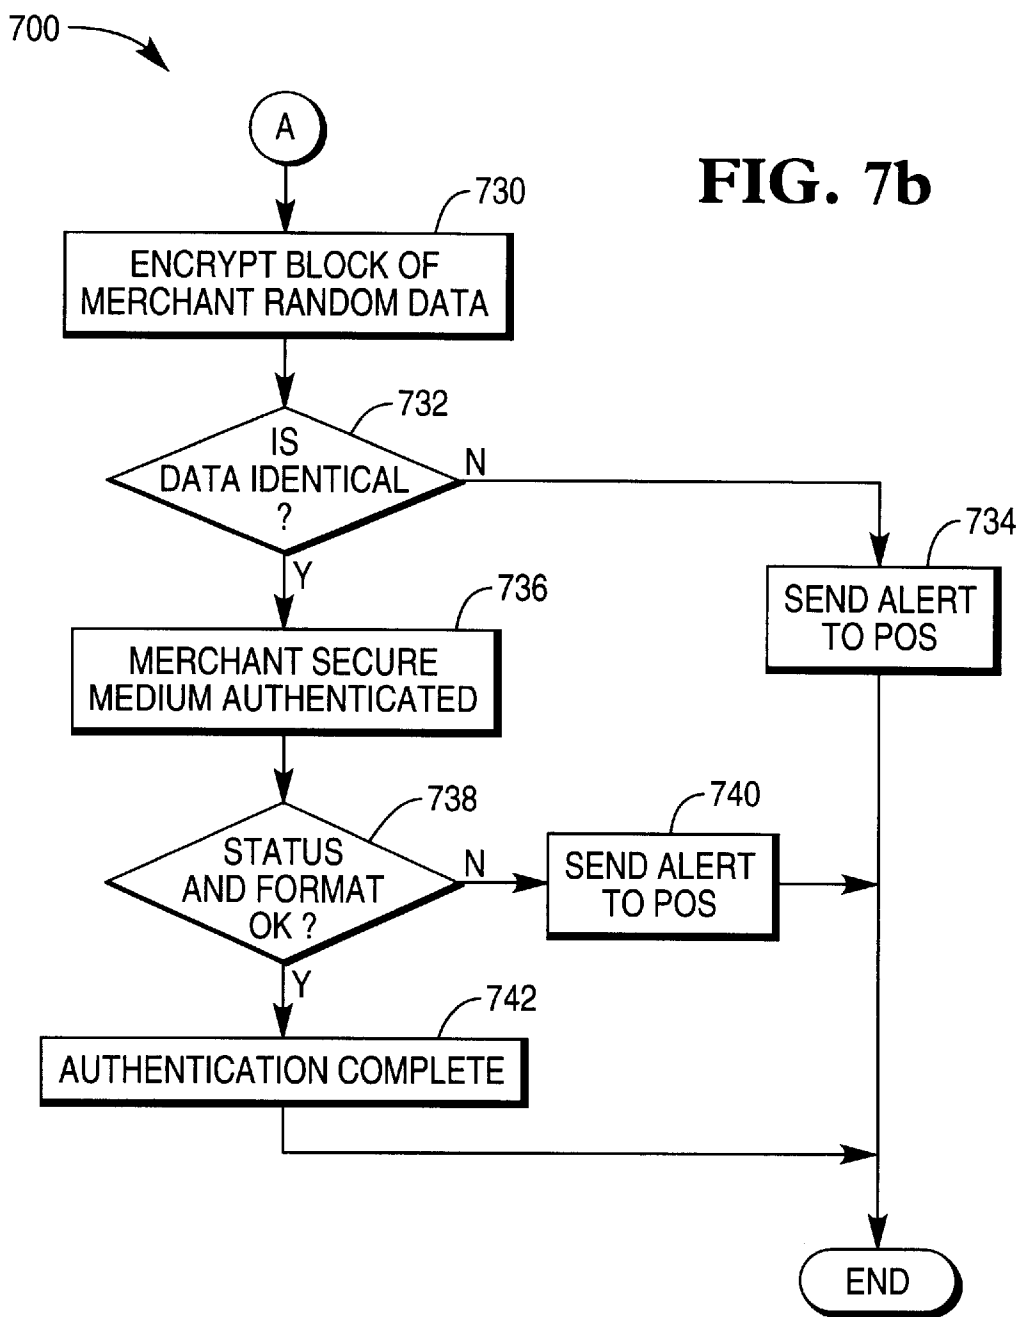 700
A
FIG. 7b
730
ENCRYPT BLOCK OF
MERCHANT RANDOM DATA
732
IS
DATA IDENTICAL
?
N
Y
734
SEND ALERT
TO POS
736
MERCHANT SECURE
MEDIUM AUTHENTICATED
738
STATUS
AND FORMAT
OK ?
N
Y
740
SEND ALERT
TO POS
742
AUTHENTICATION COMPLETE
END